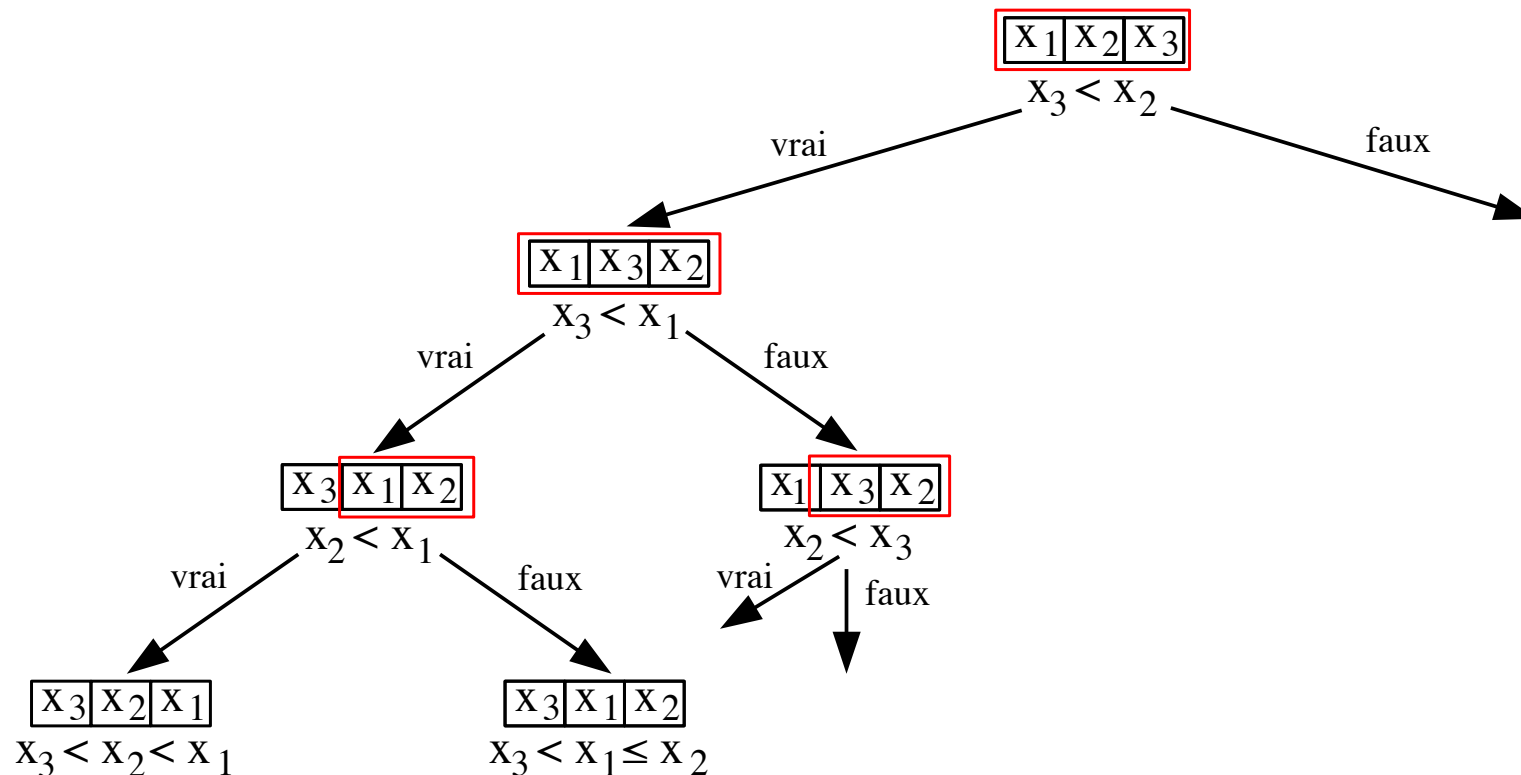 x1 x2 x3
x3 < x2
vrai
faux
x1 x3 x2
x3 < x1
vrai
faux
x3 x1 x2
x1 x3 x2
x2 < x1
x2 < x3
vrai
faux
vrai
faux
x3 x2 x1
x3 x1 x2
x3 < x2 < x1
x3 < x1 ≤ x2